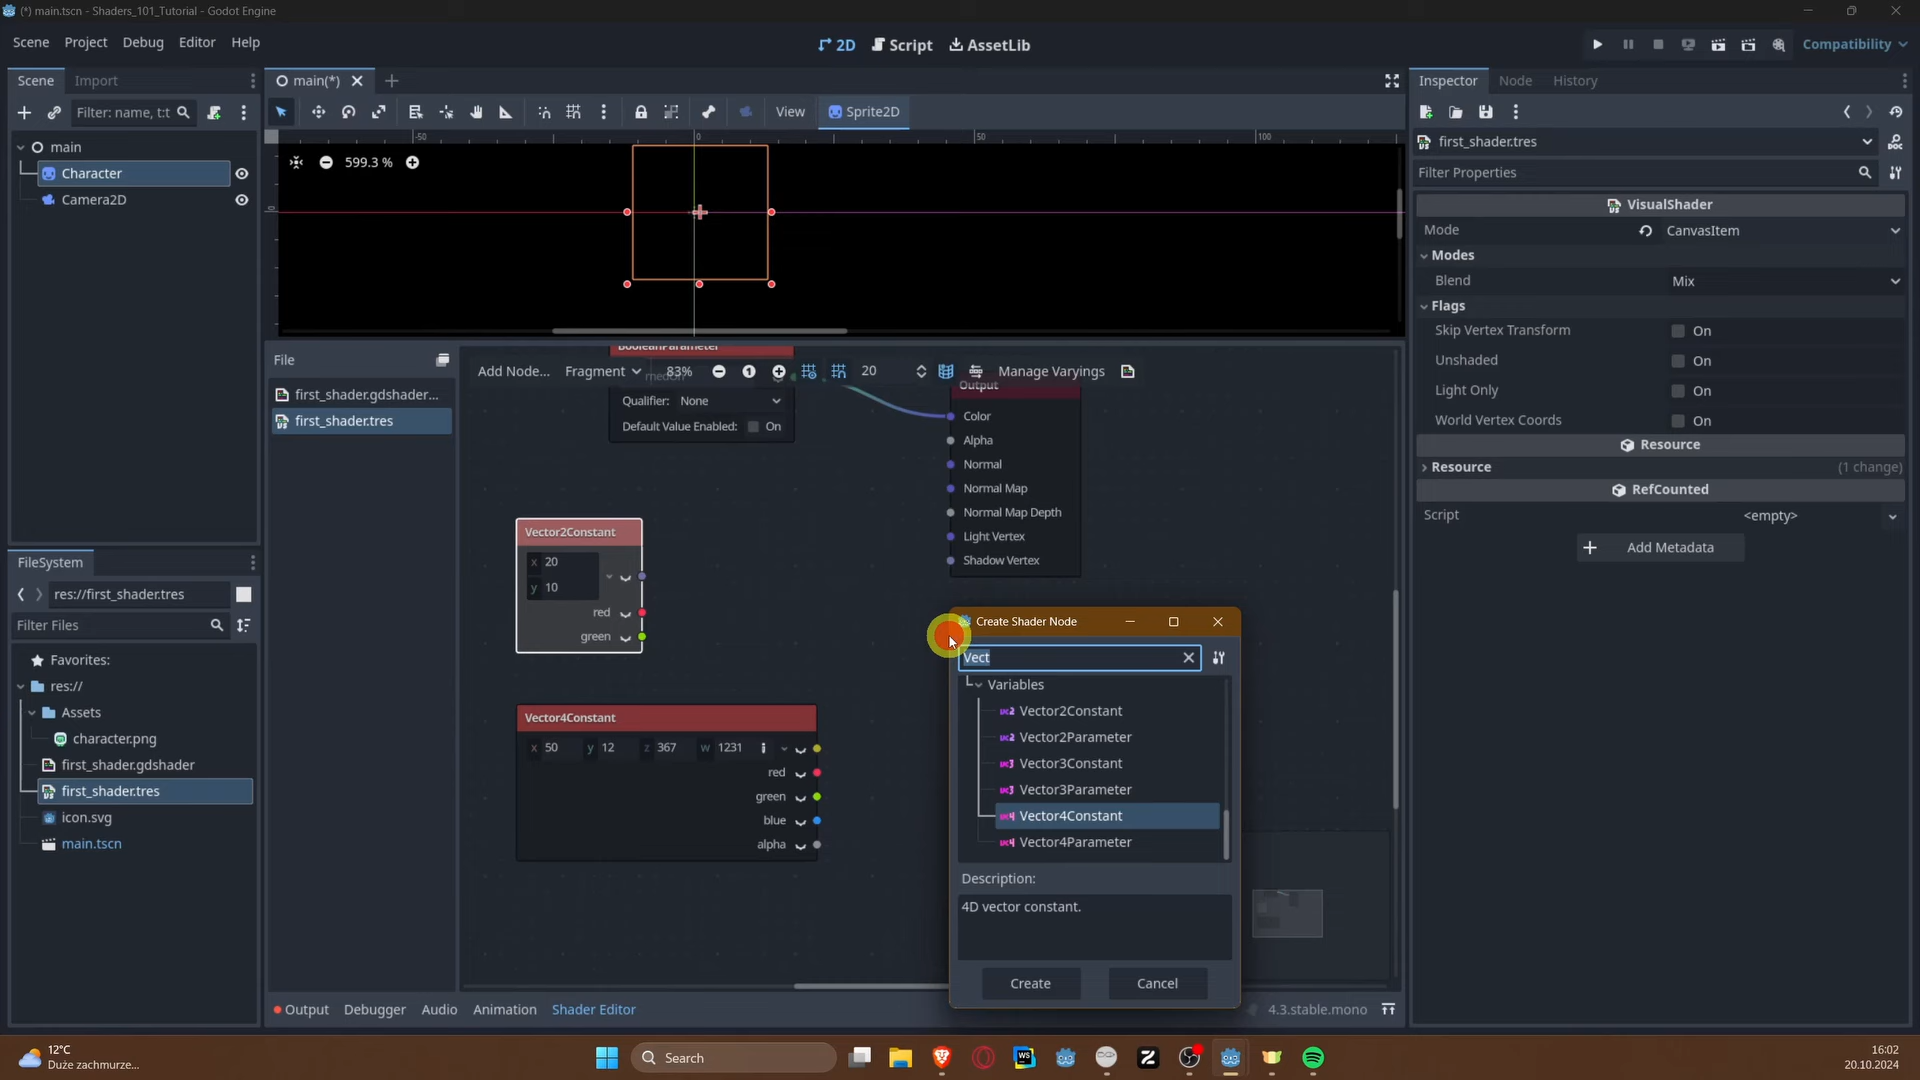 (*) main.tscn - Shaders_101_Tutorial - Godot Engine
Scene Project Debug Editor Help
2D Script AssetLib
Compatibility
Scene Import
main(*)
Inspector Node History
Filter: name, t:t
View Sprite2D
first_shader.tres
Filter Properties
main
Character
Camera2D
-50 0 50 100
599.3 %
0
VisualShader
Mode CanvasItem
Modes
Blend Mix
Flags
Skip Vertex Transform On
Unshaded On
Light Only On
World Vertex Coords On
Resource
Resource (1 change)
RefCounted
Script <empty>
Add Metadata
File
first_shader.gdshader...
first_shader.tres
BooleanParameter
Add Node... Fragment 83% 20 Manage Varyings
Qualifier: None
Default Value Enabled: On
Output
Color
Alpha
Normal
Normal Map
Normal Map Depth
Light Vertex
Shadow Vertex
Vector2Constant
x 20
y 10
red
green
Vector4Constant
x 50 y 12 z 367 w 1231
red
green
blue
alpha
Create Shader Node
Vect
Variables
Vector2Constant
Vector2Parameter
Vector3Constant
Vector3Parameter
Vector4Constant
Vector4Parameter
Description:
4D vector constant.
Create Cancel
FileSystem
res://first_shader.tres
Filter Files
Favorites:
res://
Assets
character.png
first_shader.gdshader
first_shader.tres
icon.svg
main.tscn
Output Debugger Audio Animation Shader Editor
4.3.stable.mono
12°C
Duże zachmurze...
Search
WS
16:02
20.10.2024